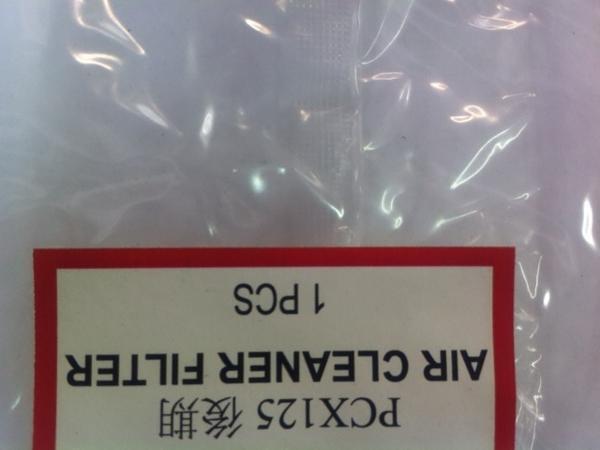 PCX125 後期
AIR CLEANER FILTER
1 PCS